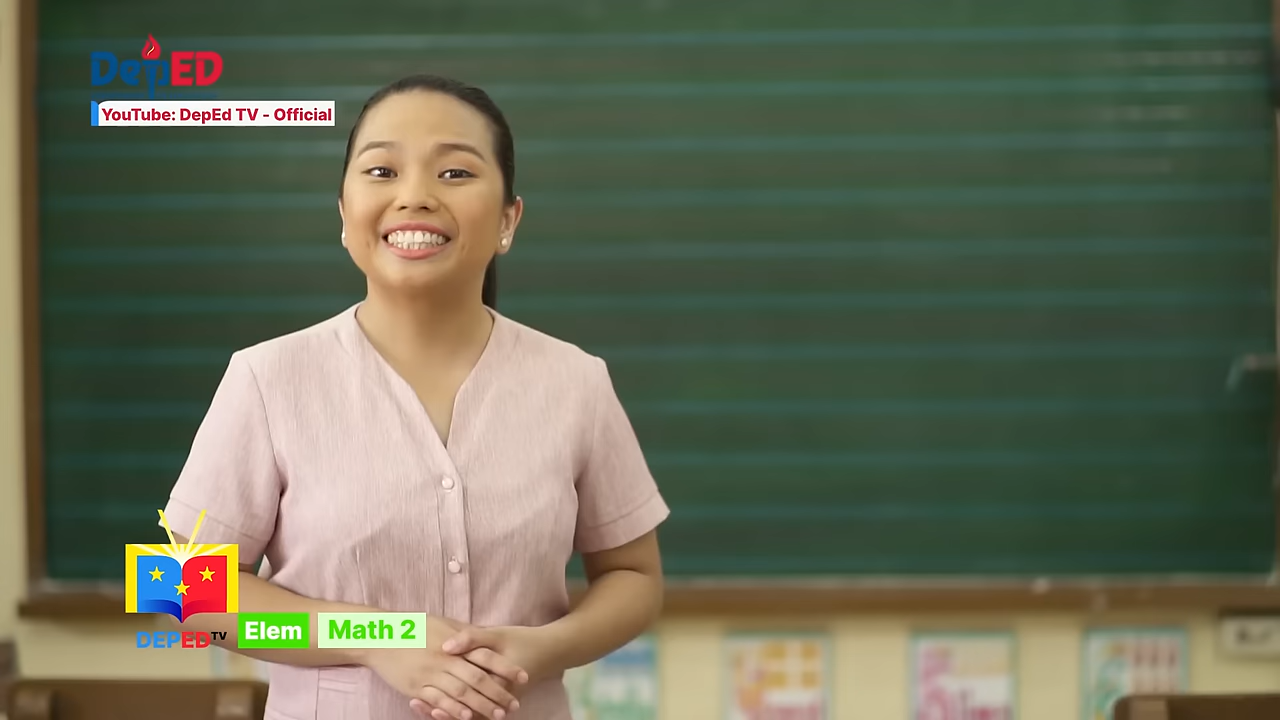 DepED
YouTube: DepEd TV - Official
DEPED TV
Elem
Math 2